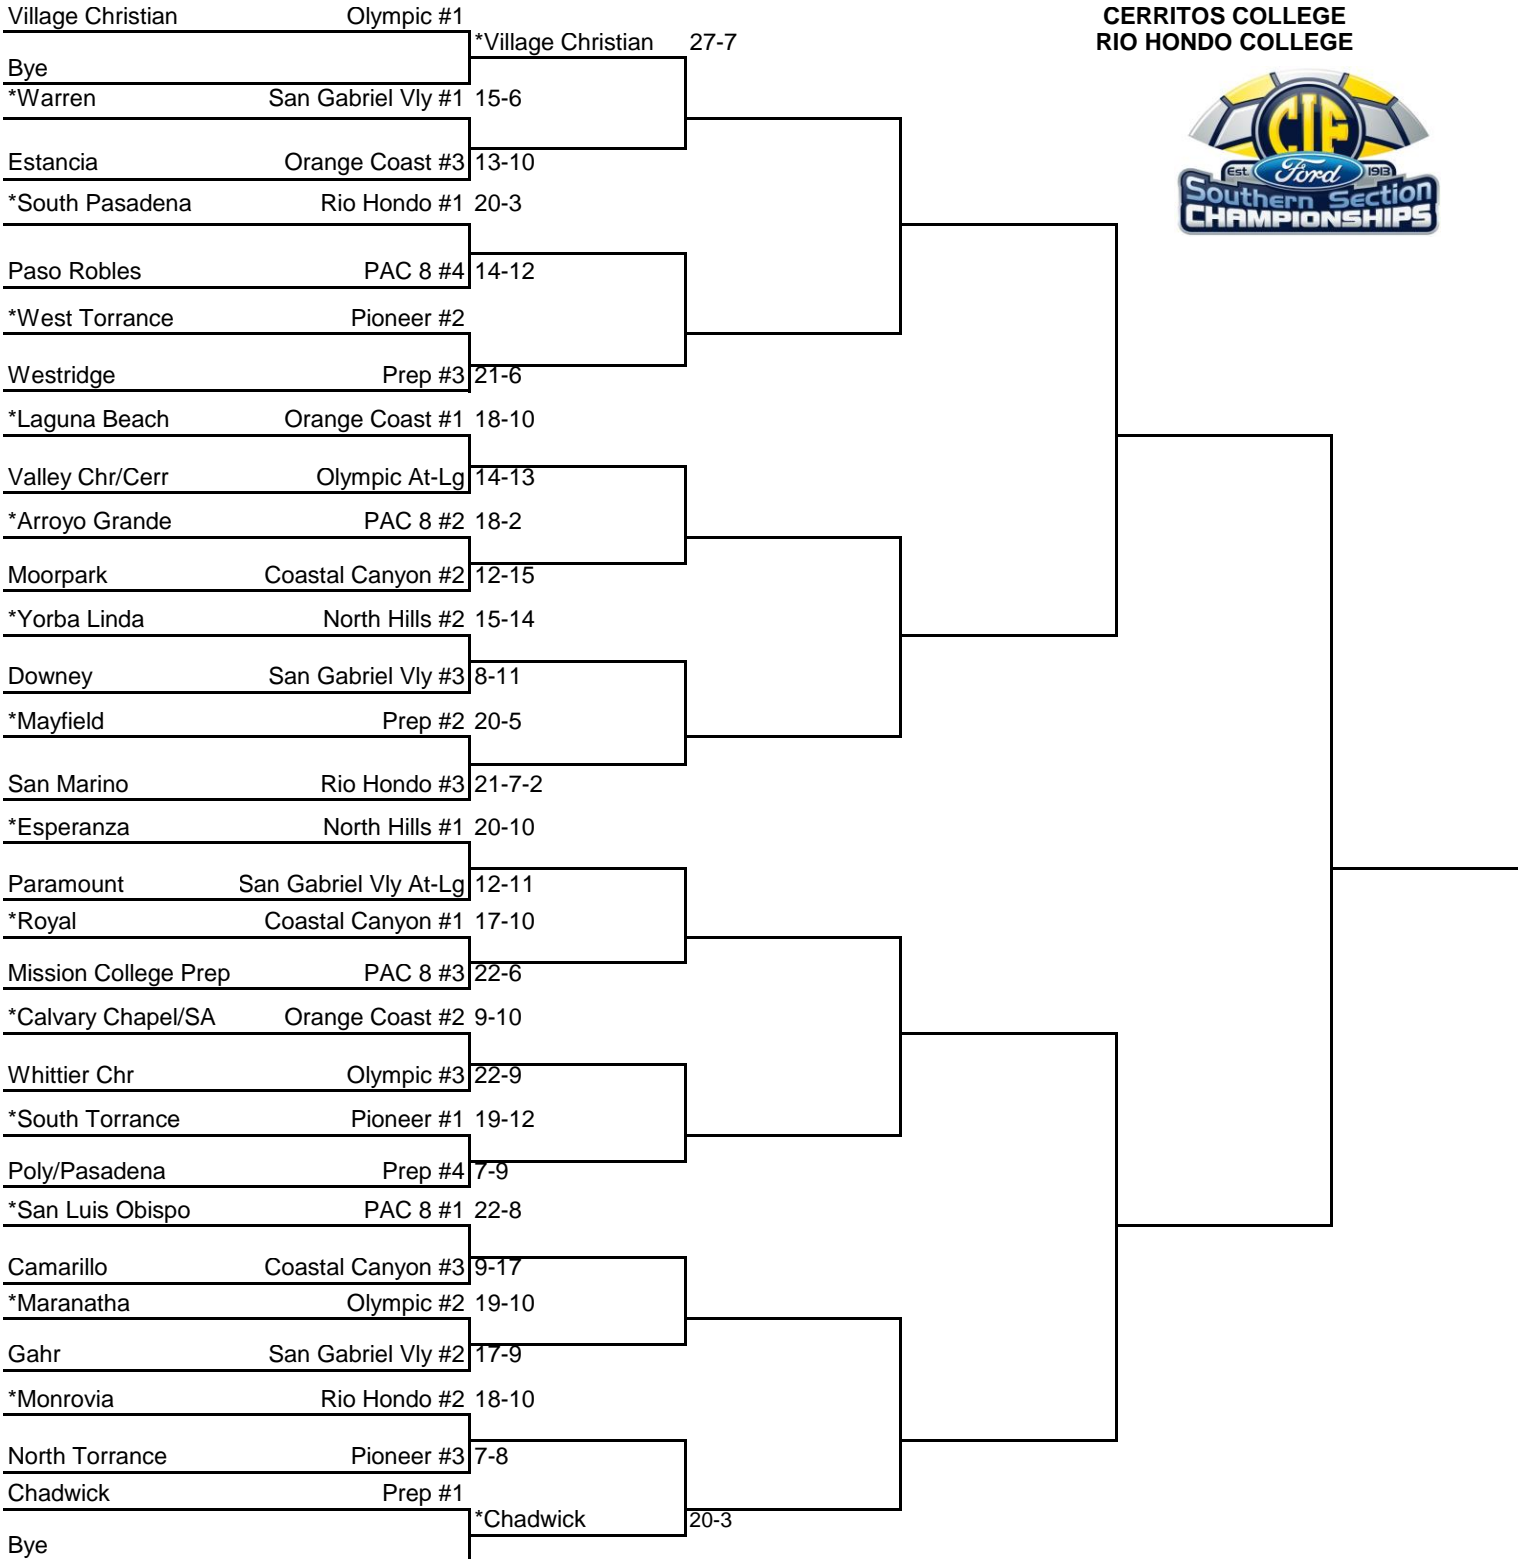 Village Christian Olympic #1
CERRITOS COLLEGE
*Village Christian 27-7
RIO HONDO COLLEGE
Bye
*Warren San Gabriel Vly #1 15-6
CIF
Estancia Orange Coast #3 13-10
Est. Ford 1913
Southern Section
*South Pasadena Rio Hondo #1 20-3
CHAMPIONSHIPS
Paso Robles PAC 8 #4 14-12
*West Torrance Pioneer #2
Westridge Prep #3 21-6
*Laguna Beach Orange Coast #1 18-10
Valley Chr/Cerr Olympic At-Lg 14-13
*Arroyo Grande PAC 8 #2 18-2
Moorpark Coastal Canyon #2 12-15
*Yorba Linda North Hills #2 15-14
Downey San Gabriel Vly #3 8-11
*Mayfield Prep #2 20-5
San Marino Rio Hondo #3 21-7-2
*Esperanza North Hills #1 20-10
Paramount San Gabriel Vly At-Lg 12-11
*Royal Coastal Canyon #1 17-10
Mission College Prep PAC 8 #3 22-6
*Calvary Chapel/SA Orange Coast #2 9-10
Whittier Chr Olympic #3 22-9
*South Torrance Pioneer #1 19-12
Poly/Pasadena Prep #4 7-9
*San Luis Obispo PAC 8 #1 22-8
Camarillo Coastal Canyon #3 9-17
*Maranatha Olympic #2 19-10
Gahr San Gabriel Vly #2 17-9
*Monrovia Rio Hondo #2 18-10
North Torrance Pioneer #3 7-8
Chadwick Prep #1
*Chadwick 20-3
Bye